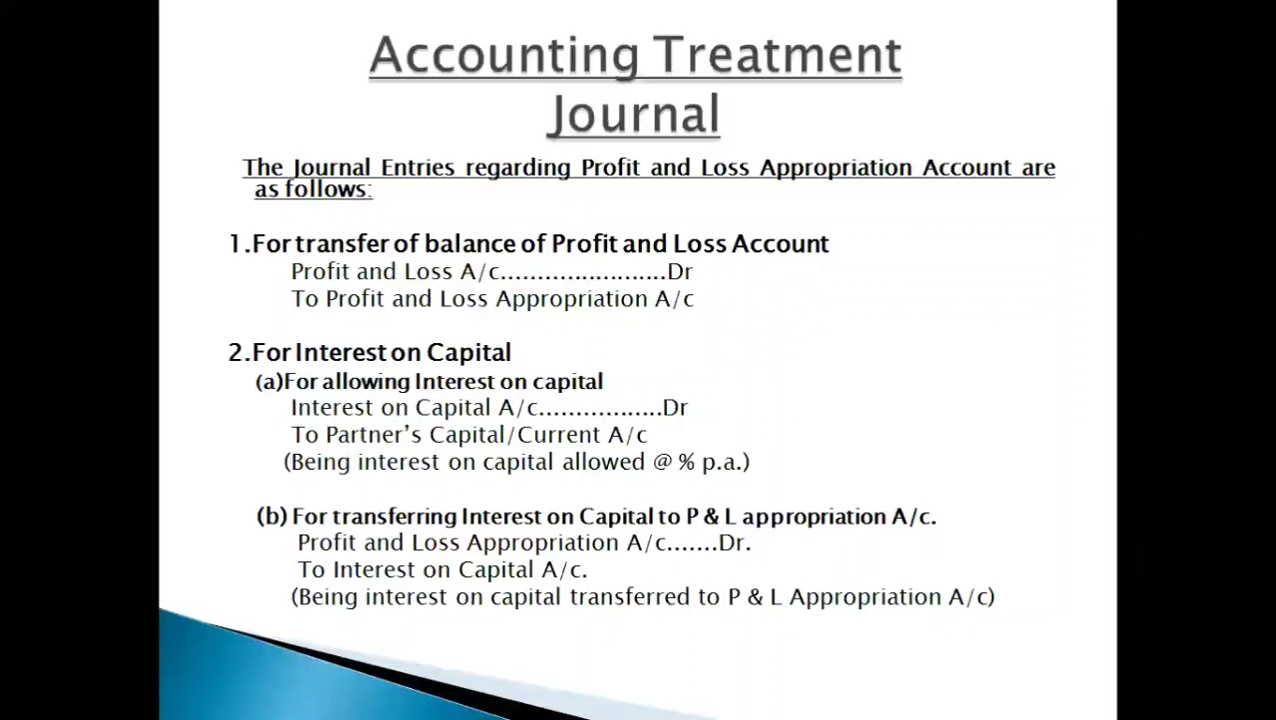 Accounting Treatment
Journal
The Journal Entries regarding Profit and Loss Appropriation Account are
as follows:
1.For transfer of balance of Profit and Loss Account
Profit and Loss A/c.......................Dr
To Profit and Loss Appropriation A/c
2.For Interest on Capital
(a)For allowing Interest on capital
Interest on Capital A/c.................Dr
To Partner’s Capital/Current A/c
(Being interest on capital allowed @ % p.a.)
(b) For transferring Interest on Capital to P & L appropriation A/c.
Profit and Loss Appropriation A/c.......Dr.
To Interest on Capital A/c.
(Being interest on capital transferred to P & L Appropriation A/c)